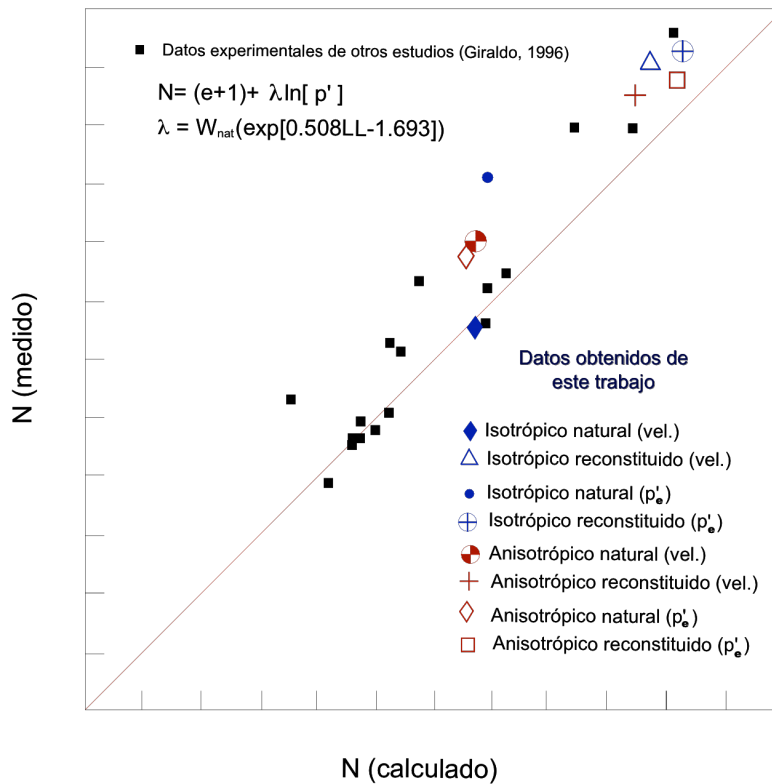 Datos experimentales de otros estudios (Giraldo, 1996)
N= (e+1)+ λln[ p' ]
λ = Wnat(exp[0.508LL-1.693])
N (medido)
Datos obtenidos de
este trabajo
Isotrópico natural (vel.)
Isotrópico reconstituido (vel.)
Isotrópico natural (p'e)
Isotrópico reconstituido (p'e)
Anisotrópico natural (vel.)
Anisotrópico reconstituido (vel.)
Anisotrópico natural (p'e)
Anisotrópico reconstituido (p'e)
N (calculado)